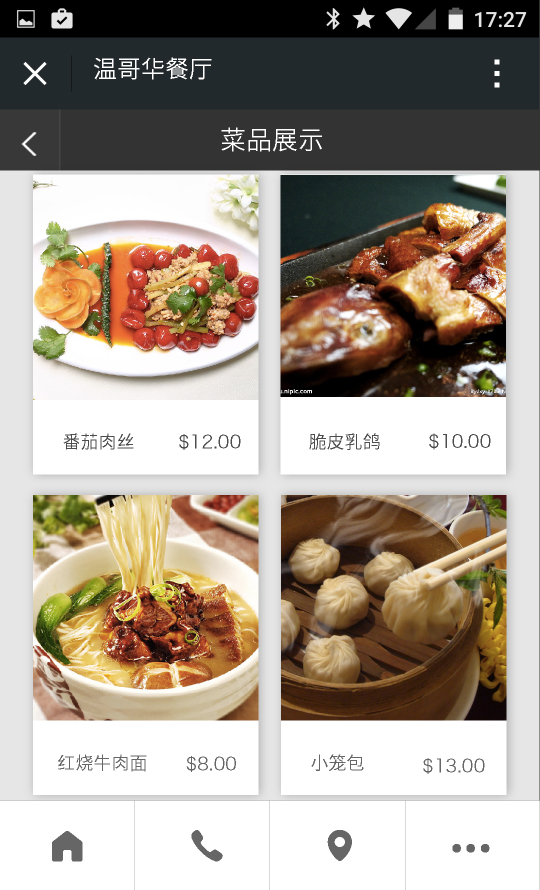 17:27
温哥华餐厅
菜品展示
番茄肉丝 $12.00
脆皮乳鸽 $10.00
红烧牛肉面 $8.00
小笼包 $13.00